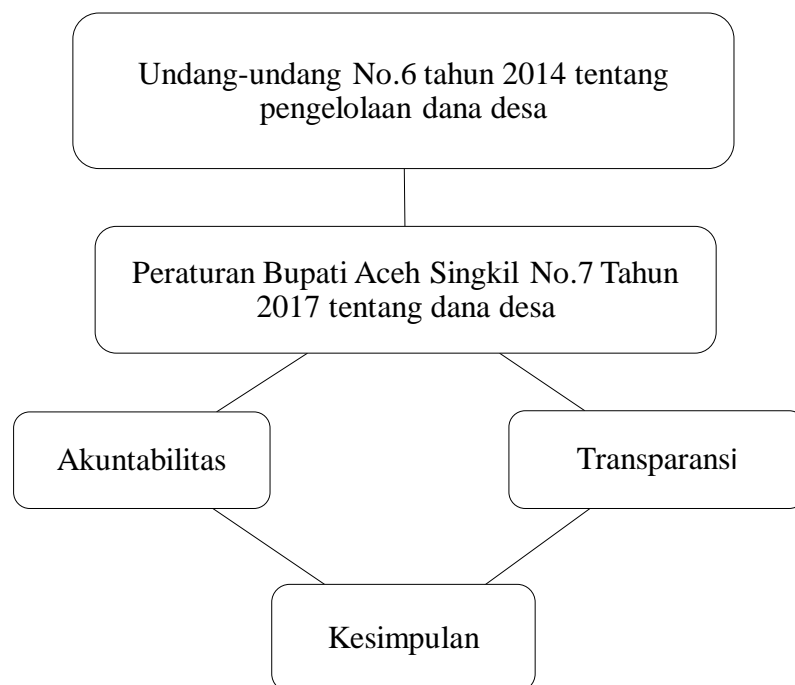 Undang-undang No.6 tahun 2014 tentang
pengelolaan dana desa
Peraturan Bupati Aceh Singkil No.7 Tahun
2017 tentang dana desa
Akuntabilitas
Transparansi
Kesimpulan